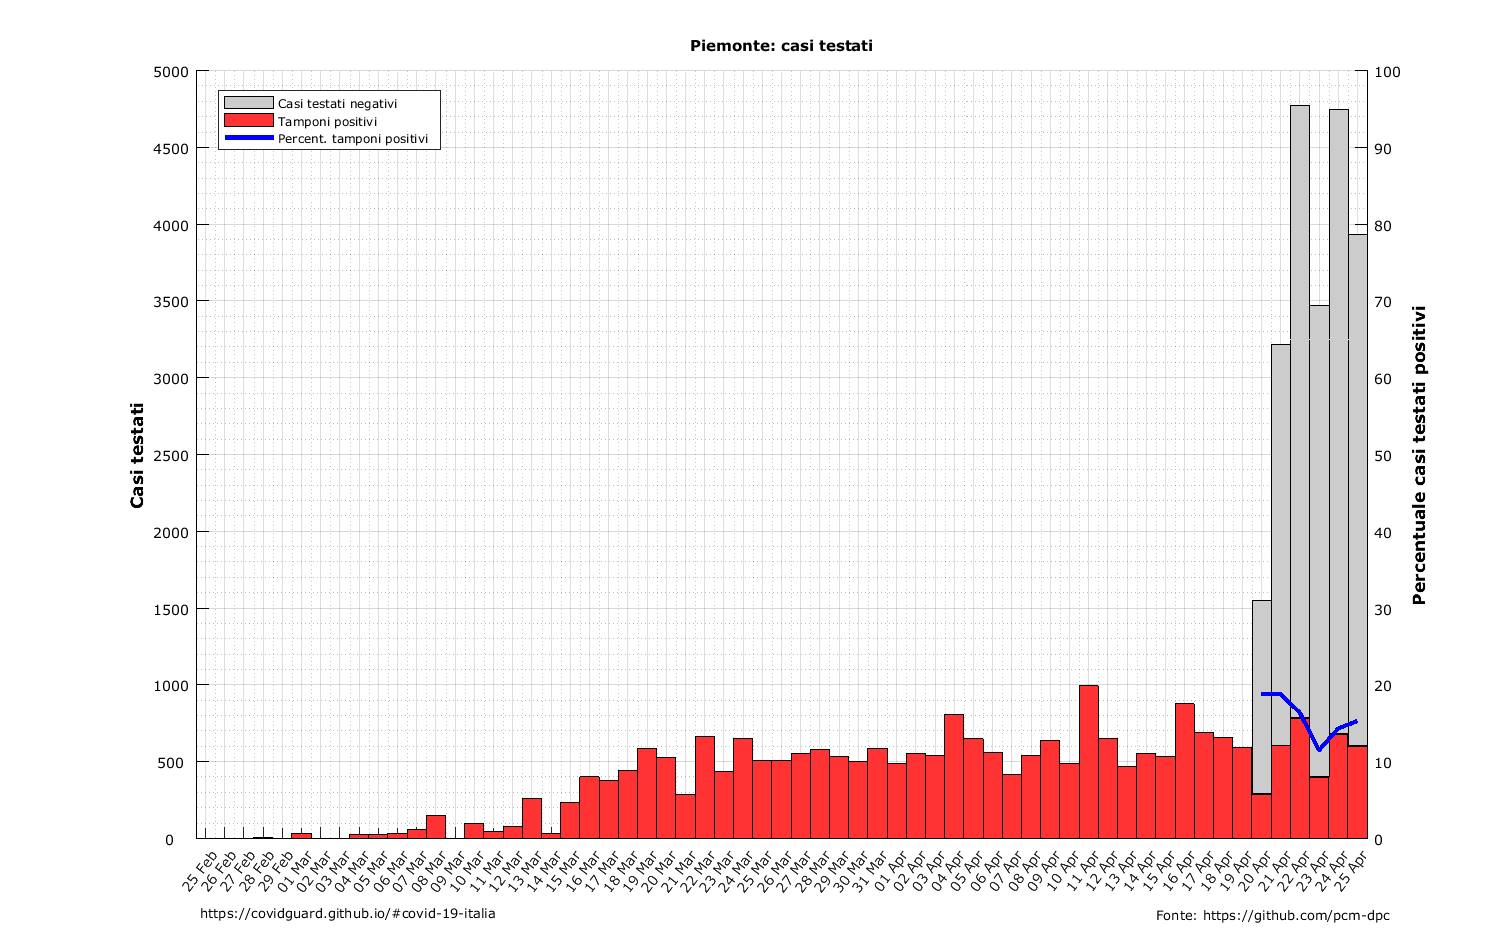 Piemonte: casi testati
5000
4500
4000
3500
3000
2500
2000
1500
1000
500
0
100
90
80
70
60
50
40
30
20
10
0
Casi testati negativi
Tamponi positivi
Percent. tamponi positivi
Casi testati
Percentuale casi testati positivi
25 Feb
26 Feb
27 Feb
28 Feb
29 Feb
01 Mar
02 Mar
03 Mar
04 Mar
05 Mar
06 Mar
07 Mar
08 Mar
09 Mar
10 Mar
11 Mar
12 Mar
13 Mar
14 Mar
15 Mar
16 Mar
17 Mar
18 Mar
19 Mar
20 Mar
21 Mar
22 Mar
23 Mar
24 Mar
25 Mar
26 Mar
27 Mar
28 Mar
29 Mar
30 Mar
31 Mar
01 Apr
02 Apr
03 Apr
04 Apr
05 Apr
06 Apr
07 Apr
08 Apr
09 Apr
10 Apr
11 Apr
12 Apr
13 Apr
14 Apr
15 Apr
16 Apr
17 Apr
18 Apr
19 Apr
20 Apr
21 Apr
22 Apr
23 Apr
24 Apr
25 Apr
https://covidguard.github.io/#covid-19-italia
Fonte: https://github.com/pcm-dpc